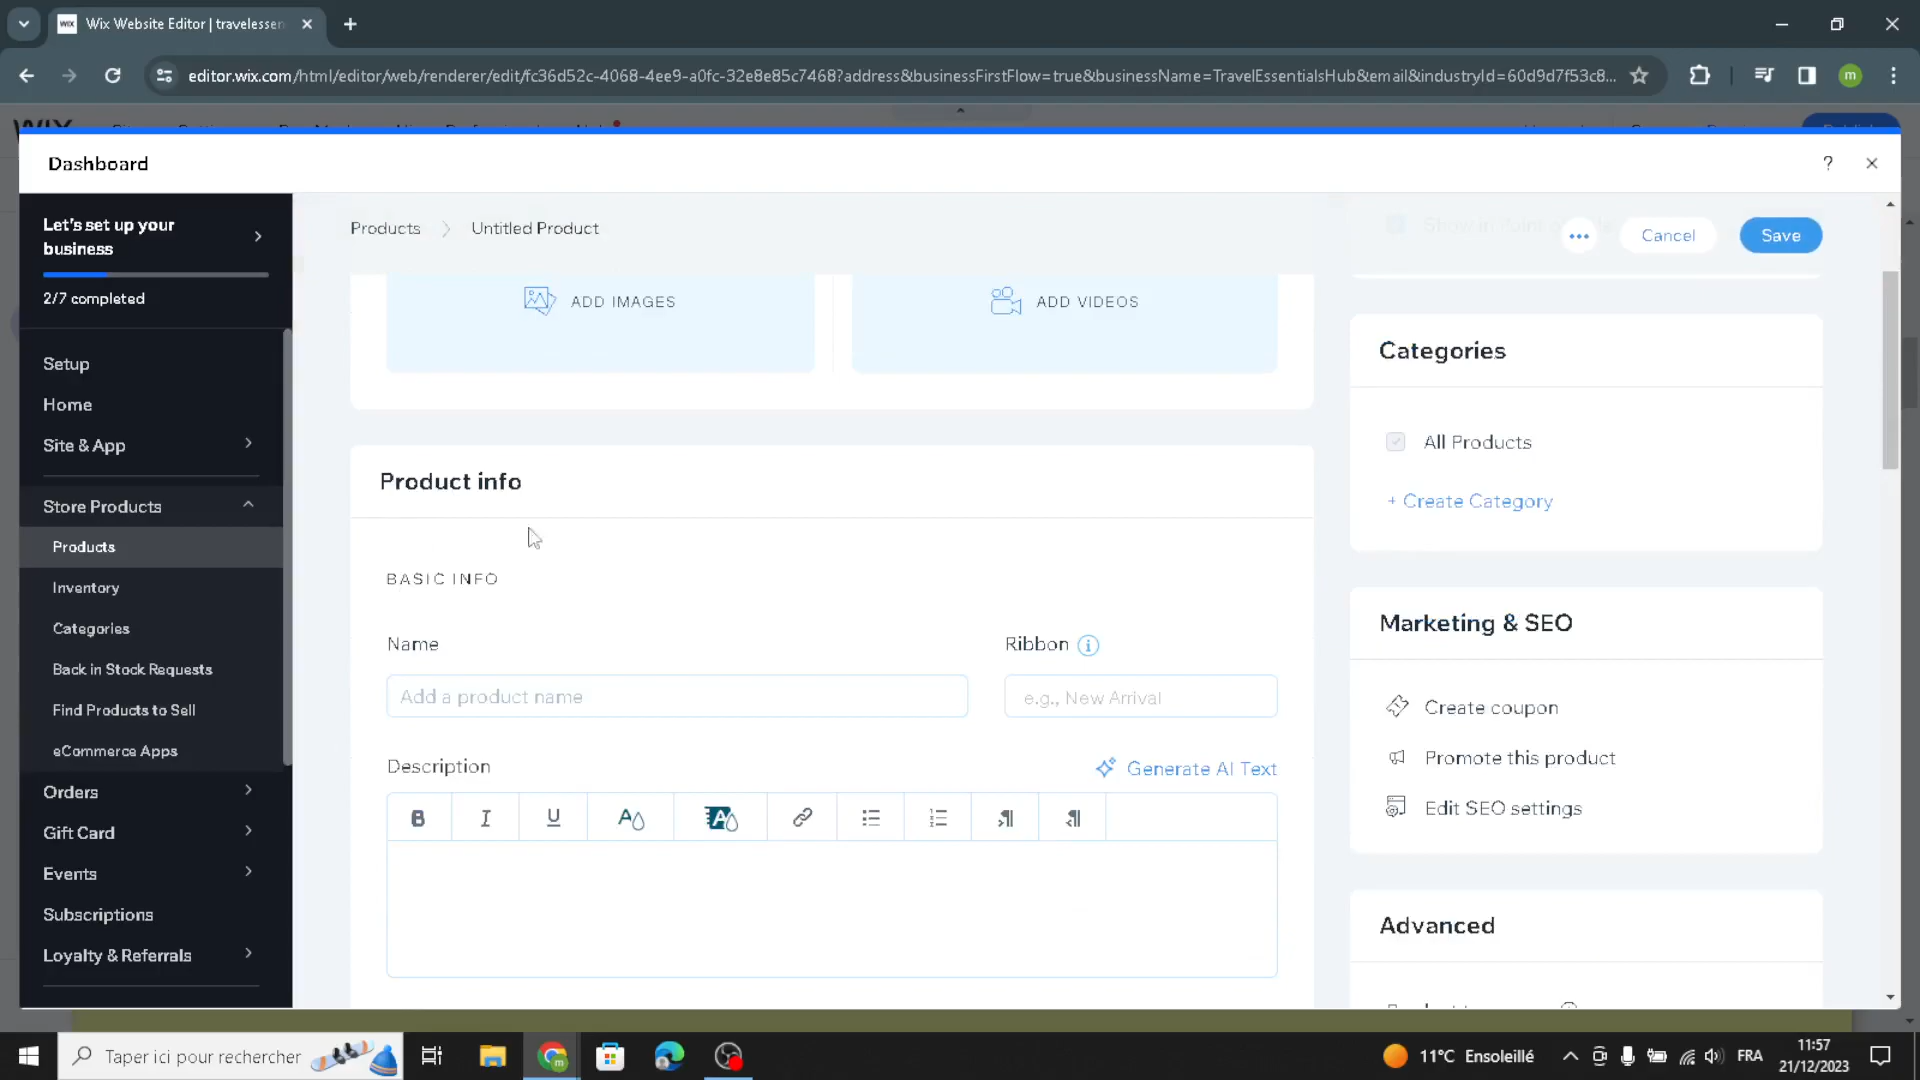 Wix Website Editor | travelessen
editor.wix.com/html/editor/web/renderer/edit/fc36d52c-4068-4ee9-a0fc-32e8e85c7468?address&businessFirstFlow=true&businessName=TravelEssentialsHub&email&industryId=60d9d7f53c8...
m
WIX
Dashboard
?
Let's set up your
business
2/7 completed
Setup
Home
Site & App
Store Products
Products
Inventory
Categories
Back in Stock Requests
Find Products to Sell
eCommerce Apps
Orders
Gift Card
Events
Subscriptions
Loyalty & Referrals
Products > Untitled Product
Cancel
Save
ADD IMAGES
ADD VIDEOS
Product info
BASIC INFO
Name
Add a product name
Ribbon
e.g., New Arrival
Description
Generate AI Text
B I U A A
Categories
All Products
+ Create Category
Marketing & SEO
Create coupon
Promote this product
Edit SEO settings
Advanced
Taper ici pour rechercher
11°C Ensoleillé
FRA
11:57
21/12/2023